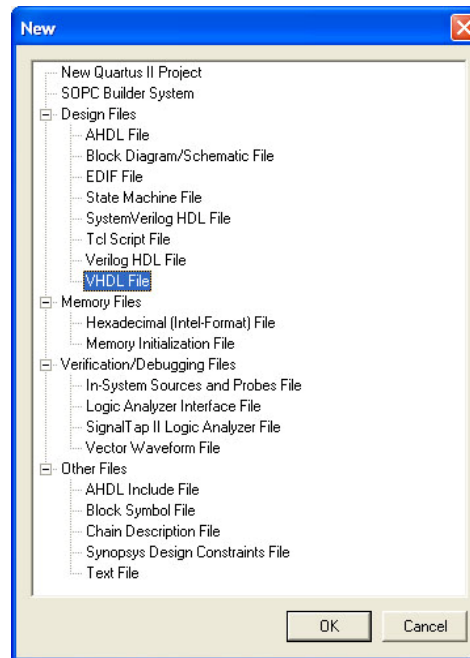 New
New Quartus II Project
SOPC Builder System
Design Files
AHDL File
Block Diagram/Schematic File
EDIF File
State Machine File
SystemVerilog HDL File
Tcl Script File
Verilog HDL File
VHDL File
Memory Files
Hexadecimal (Intel-Format) File
Memory Initialization File
Verification/Debugging Files
In-System Sources and Probes File
Logic Analyzer Interface File
SignalTap II Logic Analyzer File
Vector Waveform File
Other Files
AHDL Include File
Block Symbol File
Chain Description File
Synopsys Design Constraints File
Text File
OK Cancel